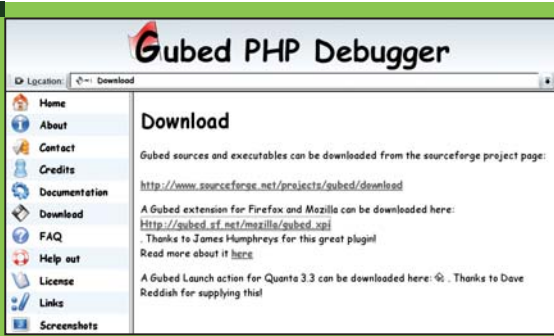 Gubed PHP Debugger
Location: Download
Home
About
Contact
Credits
Documentation
Download
FAQ
Help out
License
Links
Screenshots
Download
Gubed sources and executables can be downloaded from the sourceforge project page:
http://www.sourceforge.net/projects/gubed/download
A Gubed extension for Firefox and Mozilla can be downloaded here:
Http://gubed.sf.net/mozilla/gubed.xpi
. Thanks to James Humphreys for this great plugin!
Read more about it here
A Gubed Launch action for Quanta 3.3 can be downloaded here: . Thanks to Dave
Reddish for supplying this!